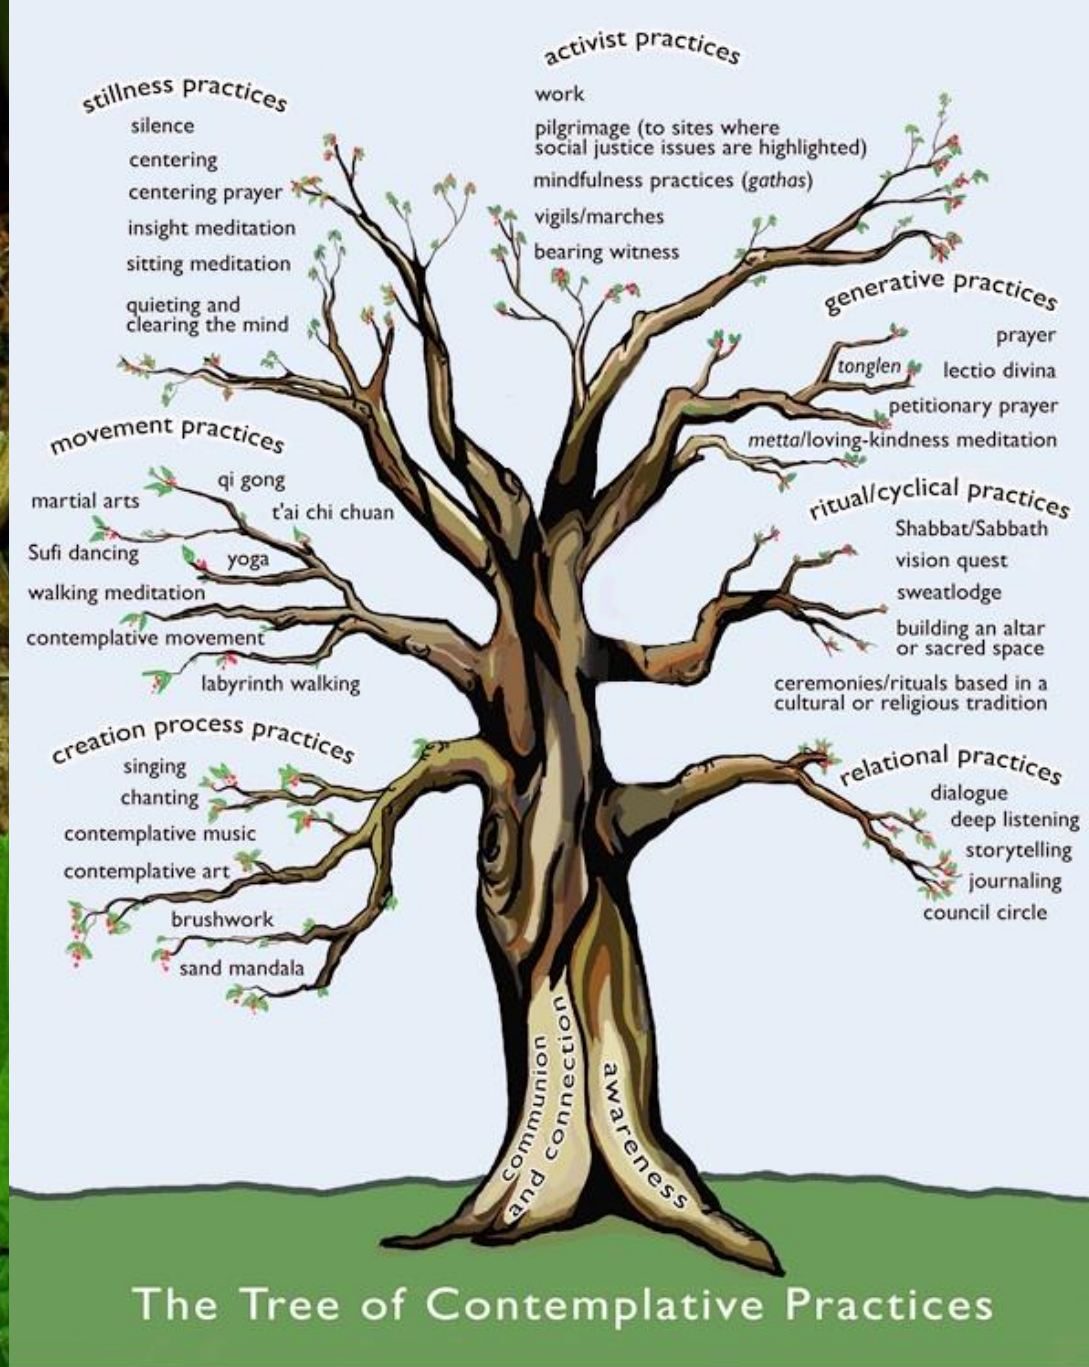 activist practices
work
pilgrimage (to sites where
social justice issues are highlighted)
mindfulness practices (gathas)
vigils/marches
bearing witness
stillness practices
silence
centering
centering prayer
insight meditation
sitting meditation
quieting and
clearing the mind
generative practices
prayer
tonglen
lectio divina
petitionary prayer
metta/loving-kindness meditation
movement practices
qi gong
martial arts
t'ai chi chuan
Sufi dancing
yoga
walking meditation
contemplative movement
labyrinth walking
ritual/cyclical practices
Shabbat/Sabbath
vision quest
sweatlodge
building an altar
or sacred space
ceremonies/rituals based in a
cultural or religious tradition
creation process practices
singing
chanting
contemplative music
contemplative art
brushwork
sand mandala
relational practices
dialogue
deep listening
storytelling
journaling
council circle
communion
and connection
awareness
The Tree of Contemplative Practices